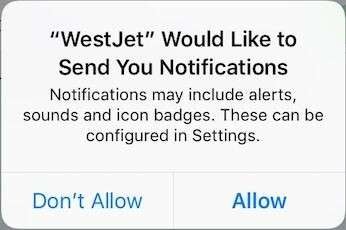 “WestJet” Would Like to
Send You Notifications
Notifications may include alerts,
sounds and icon badges. These can be
configured in Settings.
Don’t Allow
Allow